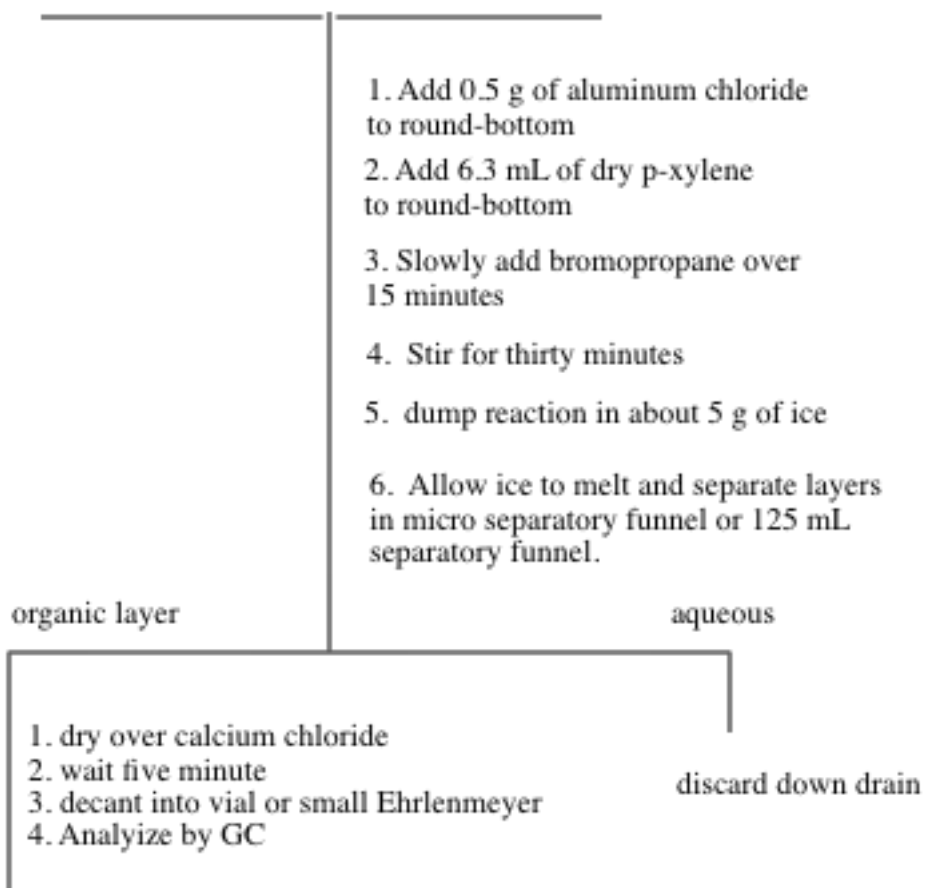 1. Add 0.5 g of aluminum chloride
to round-bottom
2. Add 6.3 mL of dry p-xylene
to round-bottom
3. Slowly add bromopropane over
15 minutes
4. Stir for thirty minutes
5. dump reaction in about 5 g of ice
6. Allow ice to melt and separate layers
in micro separatory funnel or 125 mL
separatory funnel.
organic layer
aqueous
1. dry over calcium chloride
2. wait five minute
3. decant into vial or small Ehrlenmeyer
4. Analyize by GC
discard down drain